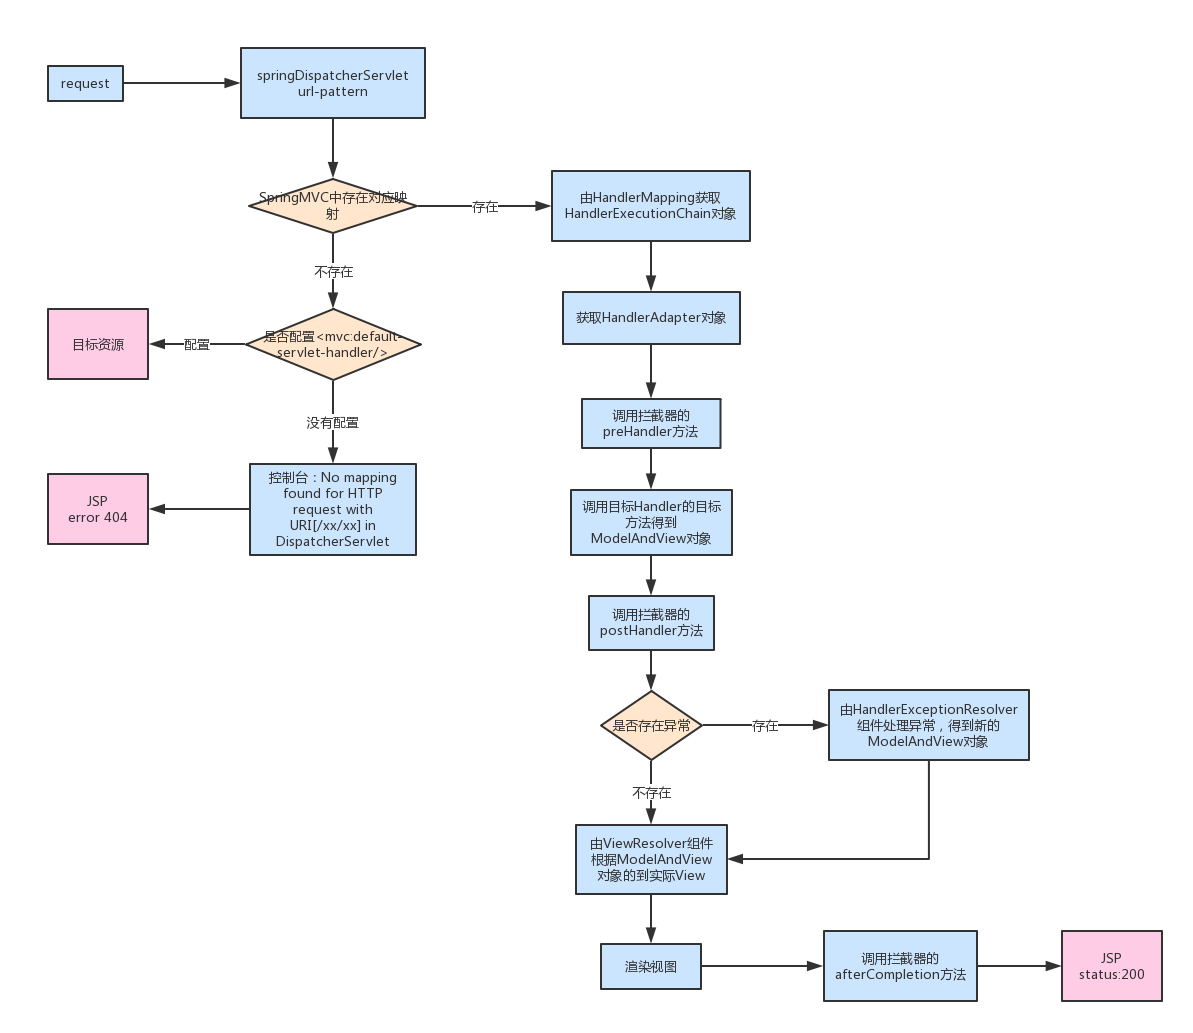 request
springDispatcherServlet
url-pattern
SpringMVC中存在对应映
射
存在
由HandlerMapping获取
HandlerExecutionChain对象
不存在
获取HandlerAdapter对象
目标资源
配置
是否配置<mvc:default-
servlet-handler/>
没有配置
调用拦截器的
preHandler方法
JSP
error 404
控制台：No mapping
found for HTTP
request with
URI[/xx/xx] in
DispatcherServlet
调用目标Handler的目标
方法得到
ModelAndView对象
调用拦截器的
postHandler方法
是否存在异常
存在
由HandlerExceptionResolver
组件处理异常，得到新的
ModelAndView对象
不存在
由ViewResolver组件
根据ModelAndView
对象的到实际View
渲染视图
调用拦截器的
afterCompletion方法
JSP
status:200